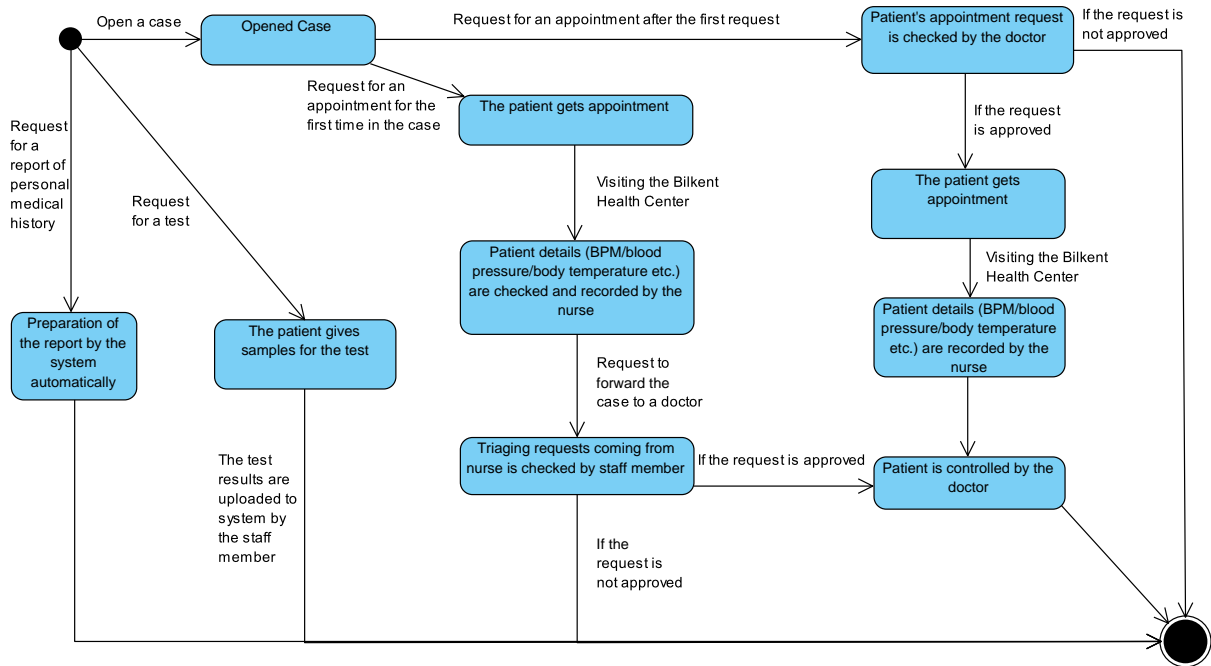 Open a case
Opened Case
Request for an appointment after the first request
Patient's appointment request
is checked by the doctor
If the request is
not approved
Request for an
appointment for the
first time in the case
The patient gets appointment
If the request
is approved
Request
for a
report of
personal
medical
history
Request
for a test
Visiting the Bilkent
Health Center
The patient gets
appointment
Patient details (BPM/blood
pressure/body temperature etc.)
are checked and recorded by the
nurse
Visiting the Bilkent
Health Center
Preparation of
the report by the
system
automatically
The patient gives
samples for the test
Patient details (BPM/blood
pressure/body temperature
etc.) are recorded by the
nurse
Request to
forward the
case to a doctor
Triaging requests coming from
nurse is checked by staff member
If the request is approved
Patient is controlled by the
doctor
The test
results are
uploaded to
system by
the staff
member
If the
request is
not approved